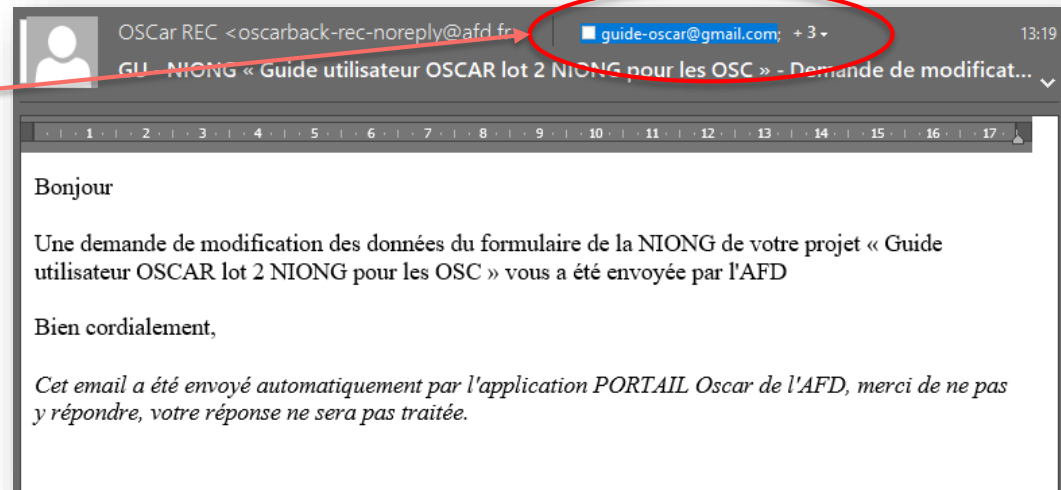 OSCar REC <oscarback-rec-noreply@afd.fr> guide-oscar@gmail.com; + 3 13:19
GU - NIONG « Guide utilisateur OSCAR lot 2 NIONG pour les OSC » - Demande de modificat...
1 2 3 4 5 6 7 8 9 10 11 12 13 14 15 16 17
Bonjour
Une demande de modification des données du formulaire de la NIONG de votre projet « Guide
utilisateur OSCAR lot 2 NIONG pour les OSC » vous a été envoyée par l'AFD
Bien cordialement,
Cet email a été envoyé automatiquement par l'application PORTAIL Oscar de l'AFD, merci de ne pas
y répondre, votre réponse ne sera pas traitée.